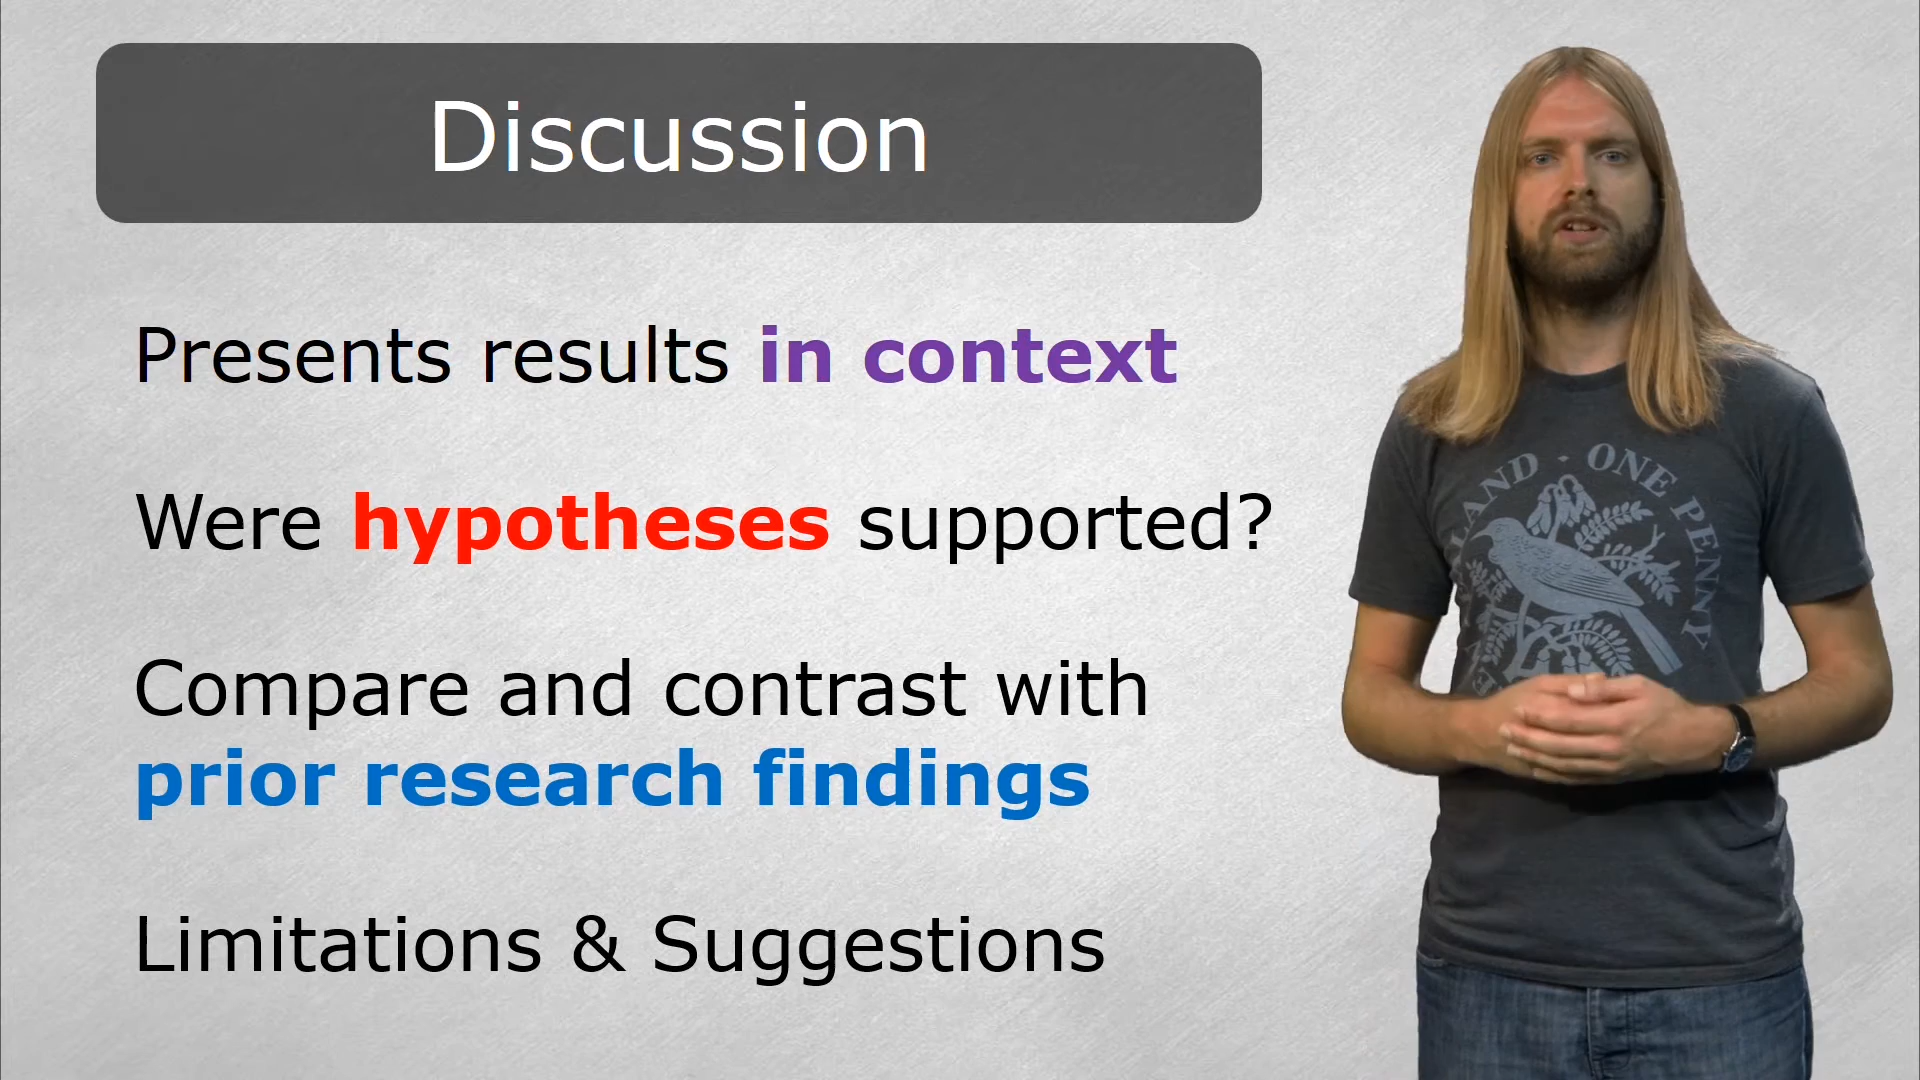 Discussion
Presents results in context
Were hypotheses supported?
Compare and contrast with
prior research findings
Limitations & Suggestions
LAND · ONE PENNY